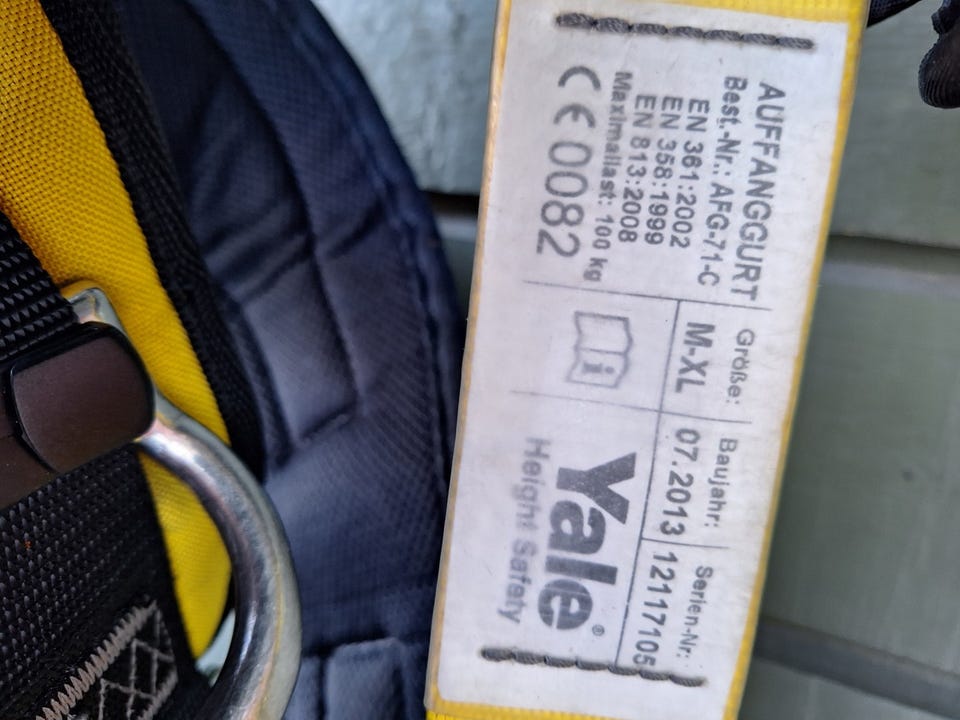 AUFFANGGURT
Best.-Nr.: AFG-71-C
EN 361:2002
EN 358:1999
EN 813:2008
Maximallast: 100 kg
CE 0082
Größe:
M-XL
Baujahr:
07.2013
Serien-Nr:
12117105
i
Yale®
Height Safety